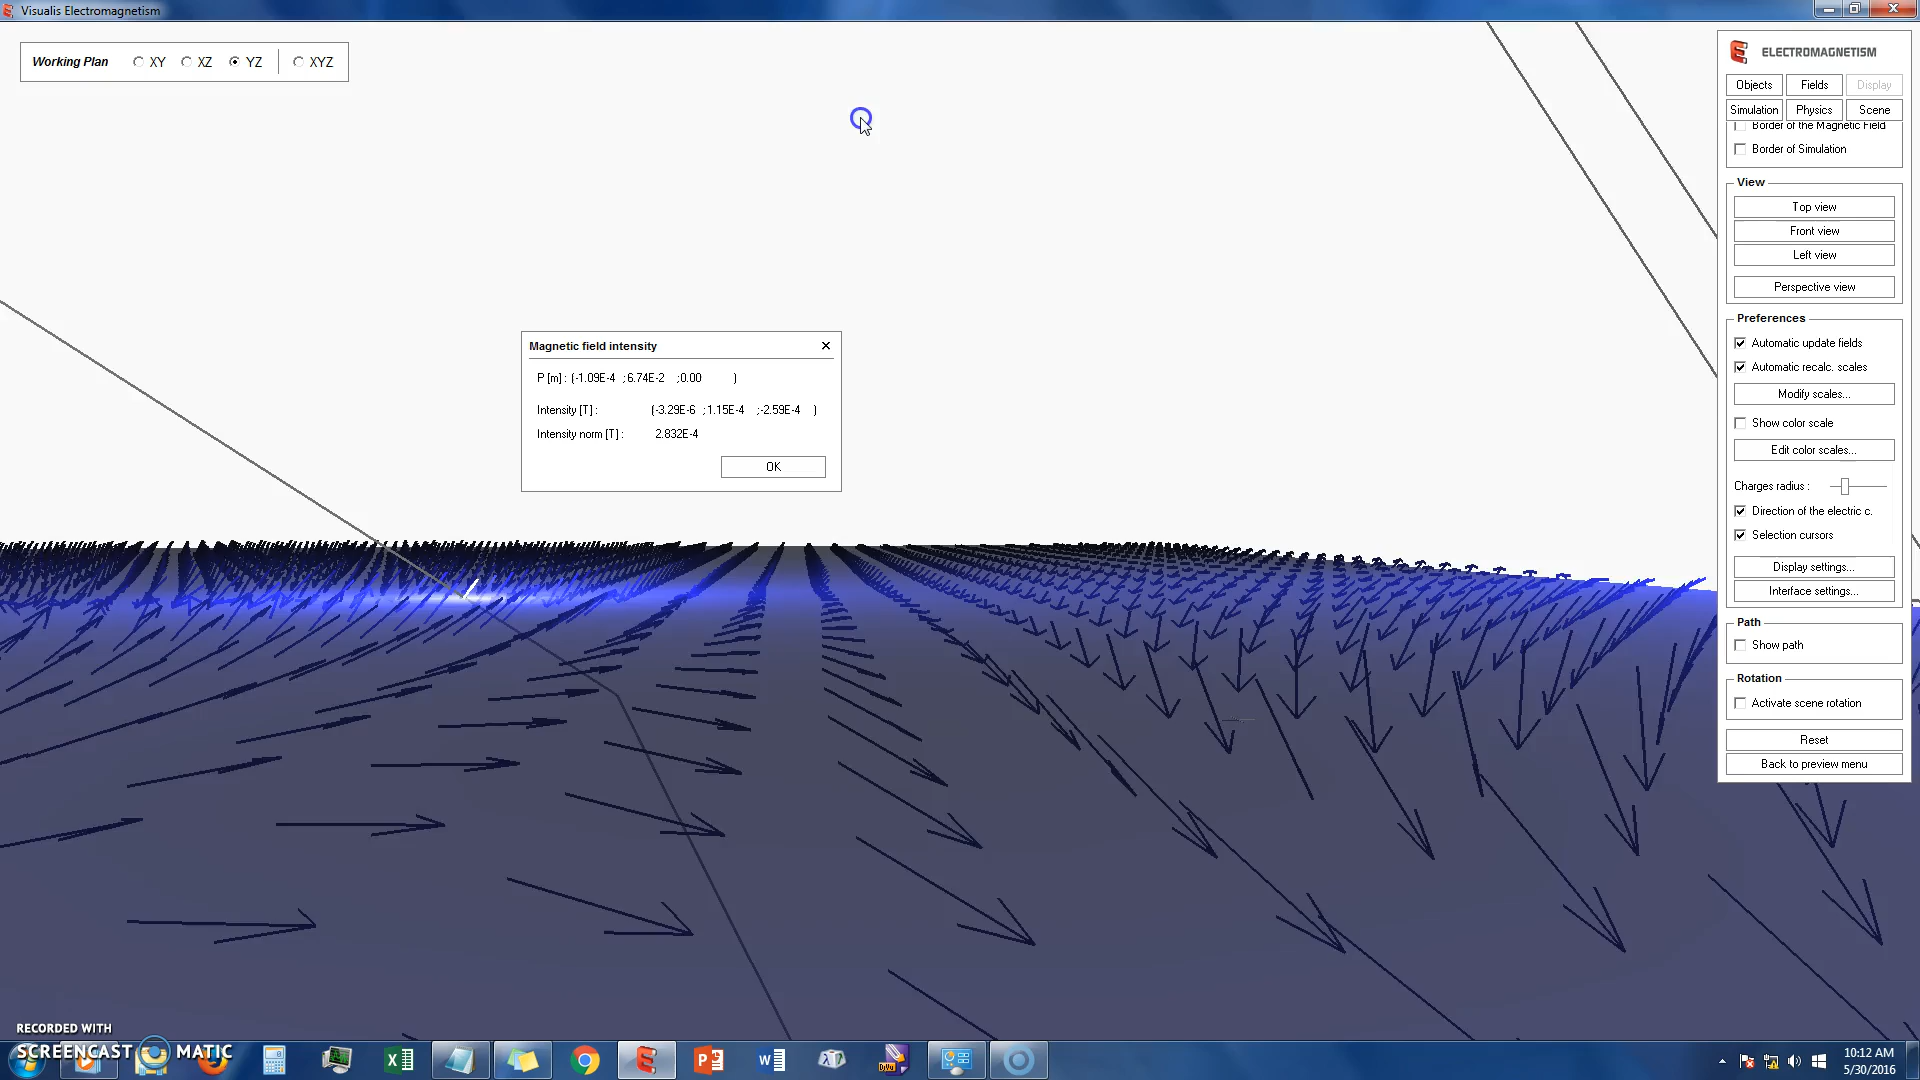 Visualis Electromagnetism
Working Plan XY XZ YZ XYZ
ELECTROMAGNETISM
Objects Fields Display
Simulation Physics Scene
Border of the Magnetic Field
Border of Simulation
View
Top view
Front view
Left view
Perspective view
Preferences
Automatic update fields
Automatic recalc. scales
Modify scales...
Show color scale
Edit color scales...
Charges radius :
Direction of the electric c.
Selection cursors
Display settings...
Interface settings...
Path
Show path
Rotation
Activate scene rotation
Reset
Back to preview menu
Magnetic field intensity
P [m] : (-1.09E-4 ;6.74E-2 ;0.00 )
Intensity [T] : (-3.29E-6 ;1.15E-4 ;-2.59E-4 )
Intensity norm [T] : 2.832E-4
OK
RECORDED WITH
SCREENCAST MATIC
10:12 AM
5/30/2016